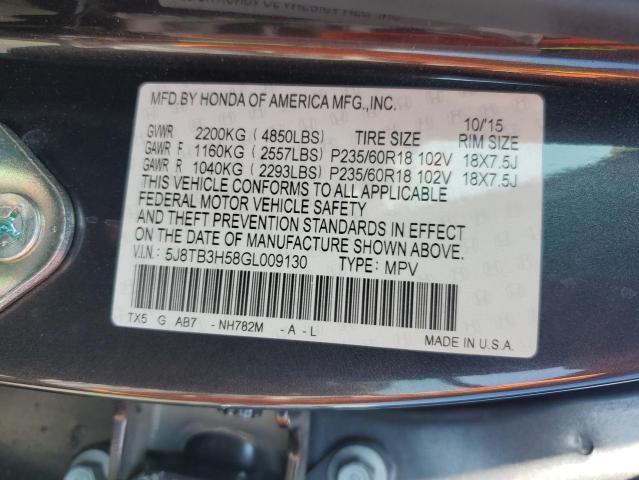 MFD.BY HONDA OF AMERICA MFG.,INC.
10/'15
GVWR 2200KG (4850LBS) TIRE SIZE RIM SIZE
GAWR F 1160KG (2557LBS) P235/60R18 102V 18X7.5J
GAWR R 1040KG (2293LBS) P235/60R18 102V 18X7.5J
THIS VEHICLE CONFORMS TO ALL APPLICABLE
FEDERAL MOTOR VEHICLE SAFETY
AND THEFT PREVENTION STANDARDS IN EFFECT
ON THE DATE OF MANUFACTURE SHOWN ABOVE.
V.I.N.: 5J8TB3H58GL009130 TYPE: MPV
TX5 G AB7 - NH782M - A - L
MADE IN U.S.A.